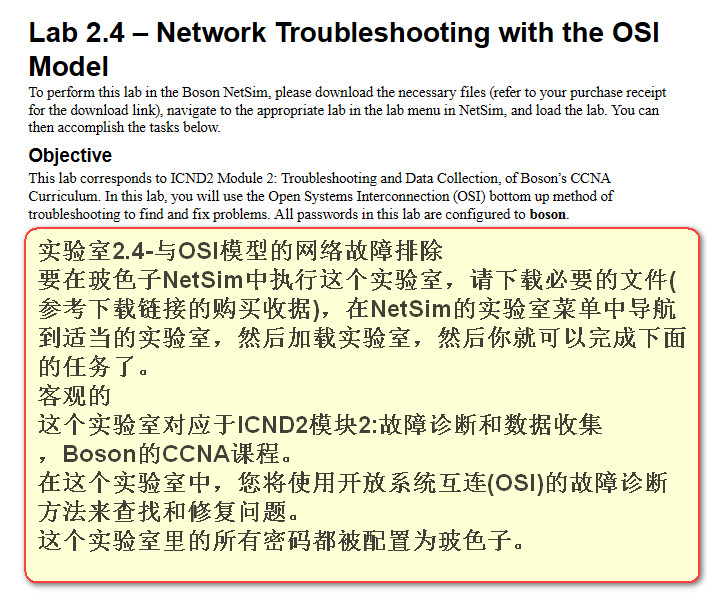 Lab 2.4 – Network Troubleshooting with the OSI
Model
To perform this lab in the Boson NetSim, please download the necessary files (refer to your purchase receipt
for the download link), navigate to the appropriate lab in the lab menu in NetSim, and load the lab. You can
then accomplish the tasks below.
Objective
This lab corresponds to ICND2 Module 2: Troubleshooting and Data Collection, of Boson’s CCNA
Curriculum. In this lab, you will use the Open Systems Interconnection (OSI) bottom up method of
troubleshooting to find and fix problems. All passwords in this lab are configured to boson.
实验室2.4-与OSI模型的网络故障排除
要在玻色子NetSim中执行这个实验室，请下载必要的文件(
参考下载链接的购买收据)，在NetSim的实验室菜单中导航
到适当的实验室，然后加载实验室，然后你就可以完成下面
的任务了。
客观的
这个实验室对应于ICND2模块2:故障诊断和数据收集
，Boson的CCNA课程。
在这个实验室中，您将使用开放系统互连(OSI)的故障诊断
方法来查找和修复问题。
这个实验室里的所有密码都被配置为玻色子。